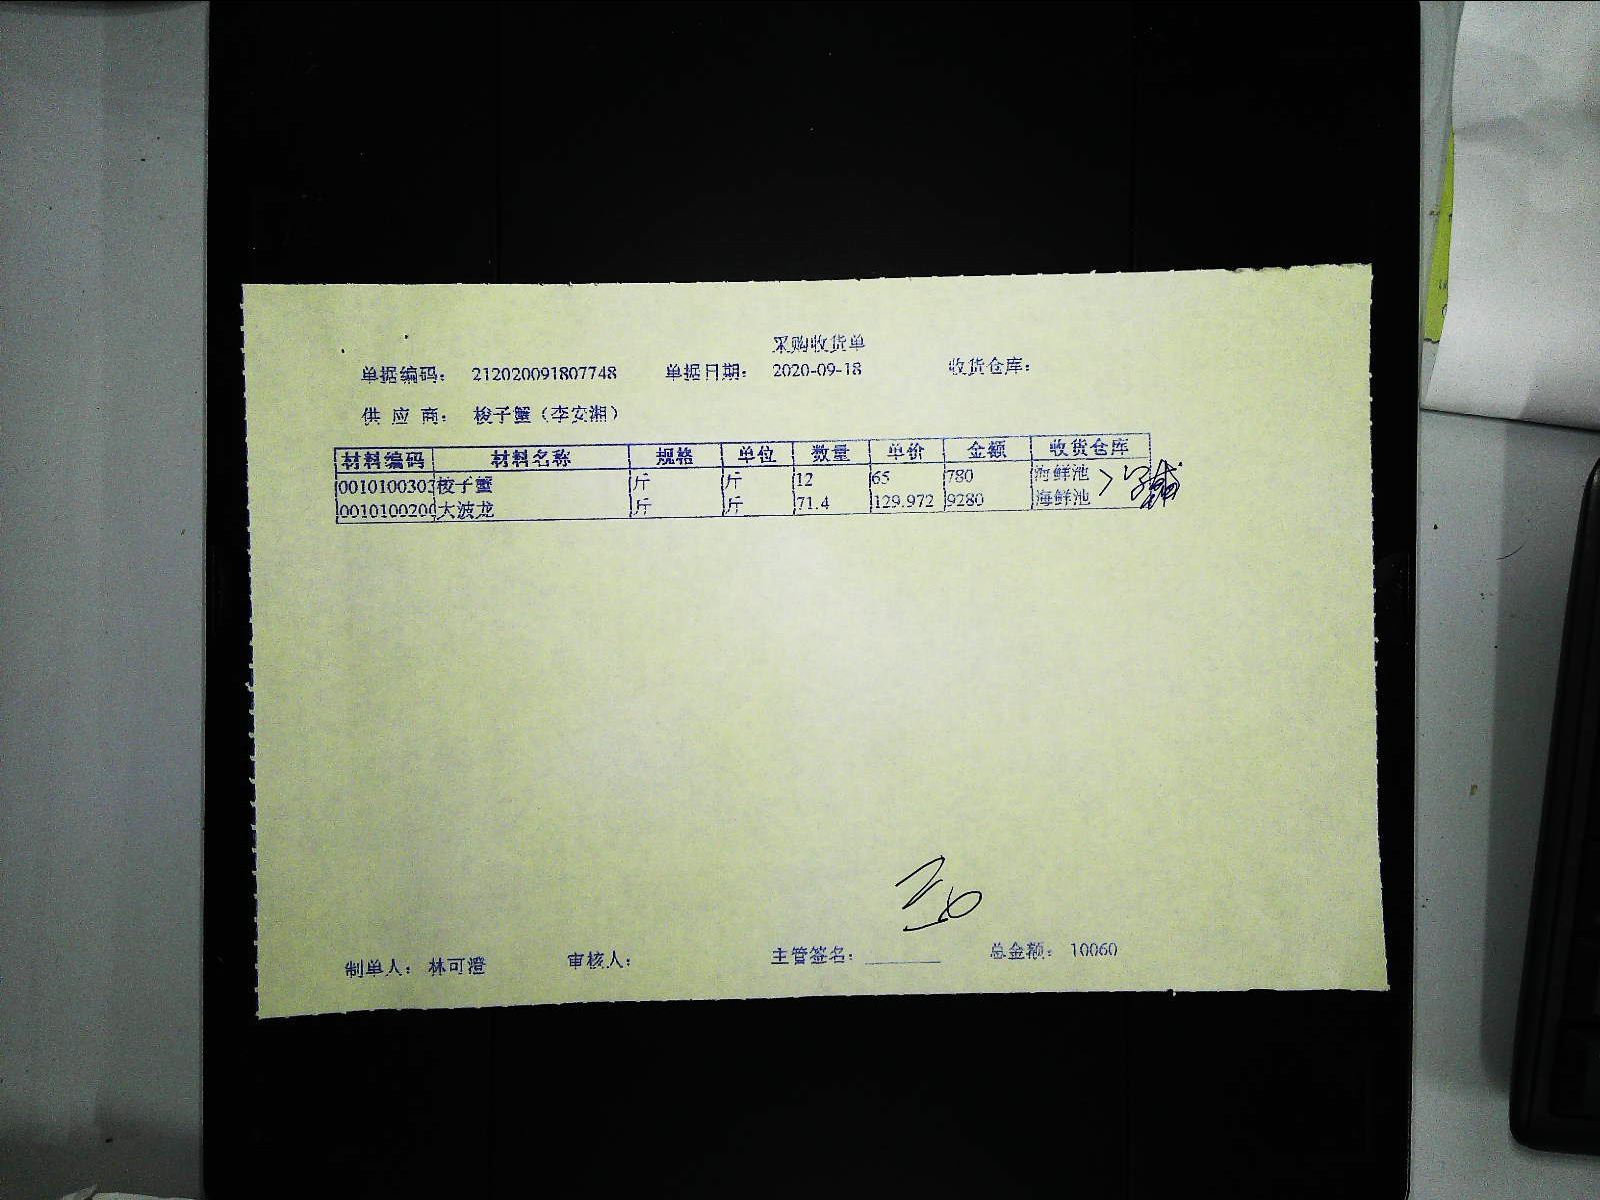 采购收货单
单据编码： 212020091807748 单据日期： 2020-09-18 收货仓库：
供 应 商： 梭子蟹（李安湘）
材料编码 材料名称 规格 单位 数量 单价 金额 收货仓库
0010100303 梭子蟹 斤 斤 12 65 780 海鲜池
0010100200 大波龙 斤 斤 71.4 129.972 9280 海鲜池
制单人： 林可澄 审核人： 主管签名： 总金额： 10060